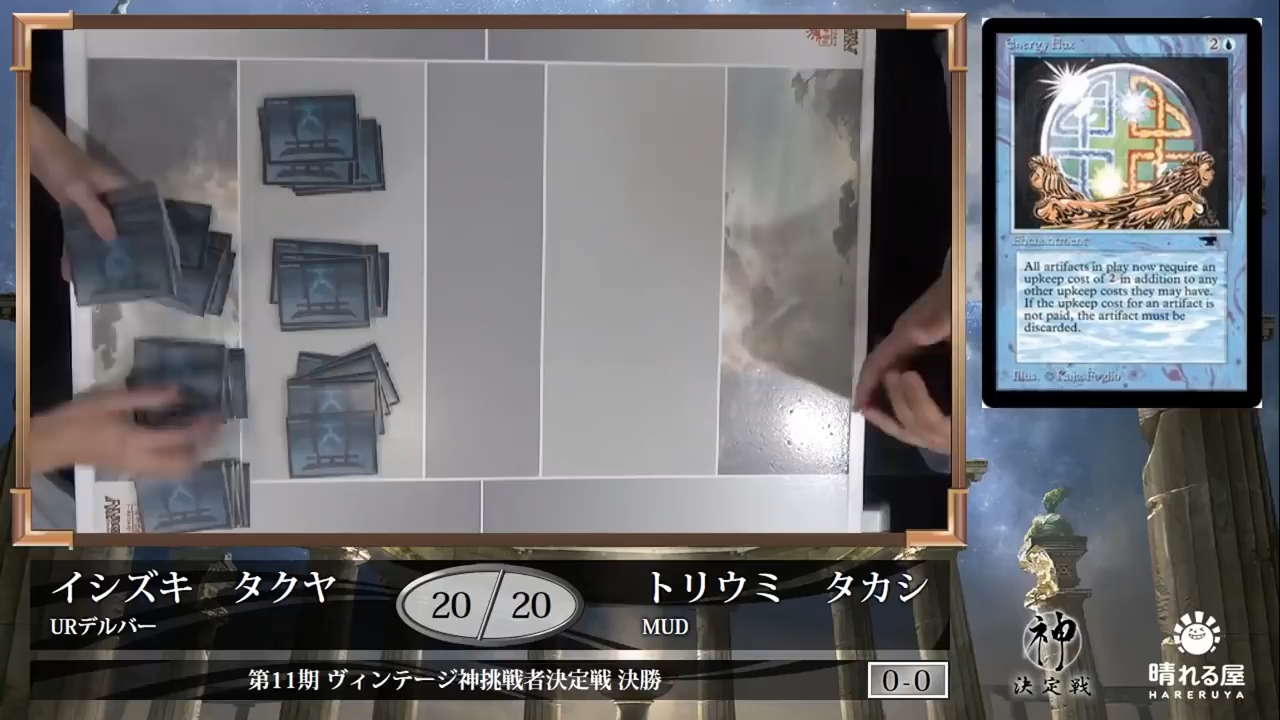 Energy Flux
2
Enchantment
All artifacts in play now require an
upkeep cost of 2 in addition to any
other upkeep costs they may have.
If the upkeep cost for an artifact is
not paid, the artifact must be
discarded.
Illus. © Kaja Foglio
イシズキ　タクヤ
20/20
トリウミ　タカシ
URデルバー
MUD
第11期 ヴィンテージ神挑戦者決定戦 決勝
0-0
神
決定戦
晴れる屋
HARERUYA